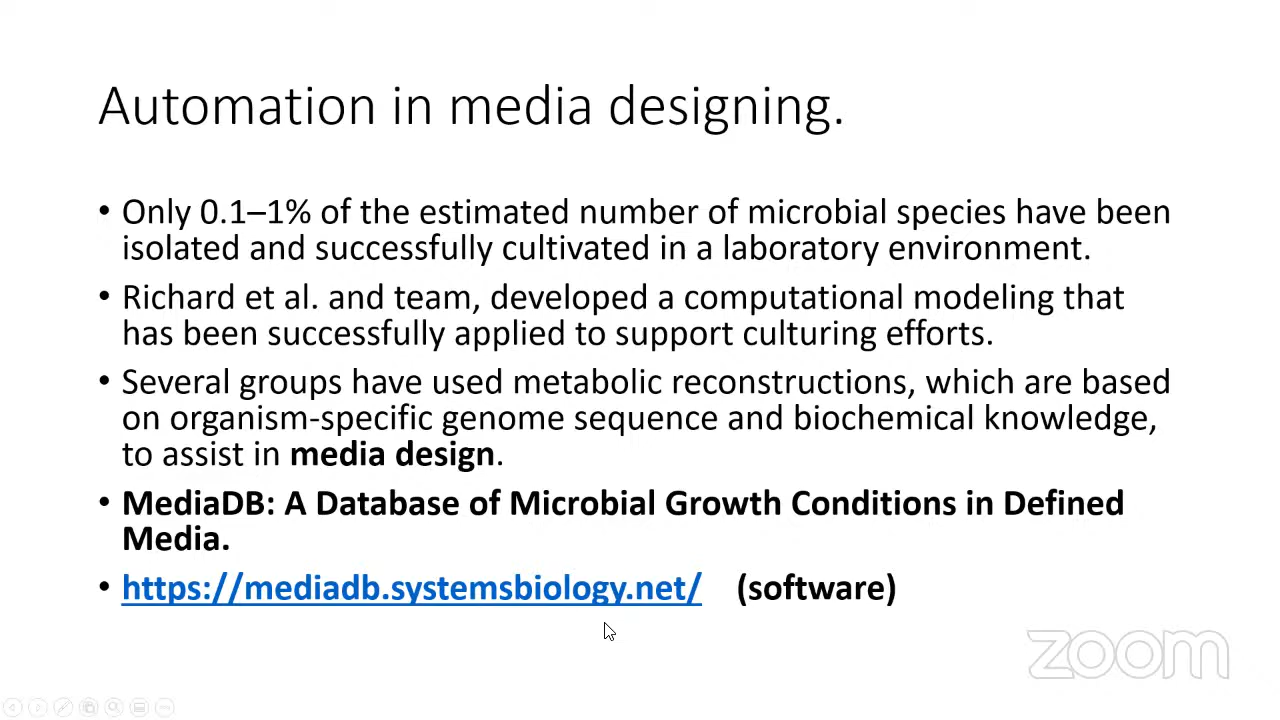 Automation in media designing.
• Only 0.1–1% of the estimated number of microbial species have been
isolated and successfully cultivated in a laboratory environment.
• Richard et al. and team, developed a computational modeling that
has been successfully applied to support culturing efforts.
• Several groups have used metabolic reconstructions, which are based
on organism-specific genome sequence and biochemical knowledge,
to assist in media design.
• MediaDB: A Database of Microbial Growth Conditions in Defined
Media.
• https://mediadb.systemsbiology.net/ (software)
zoom